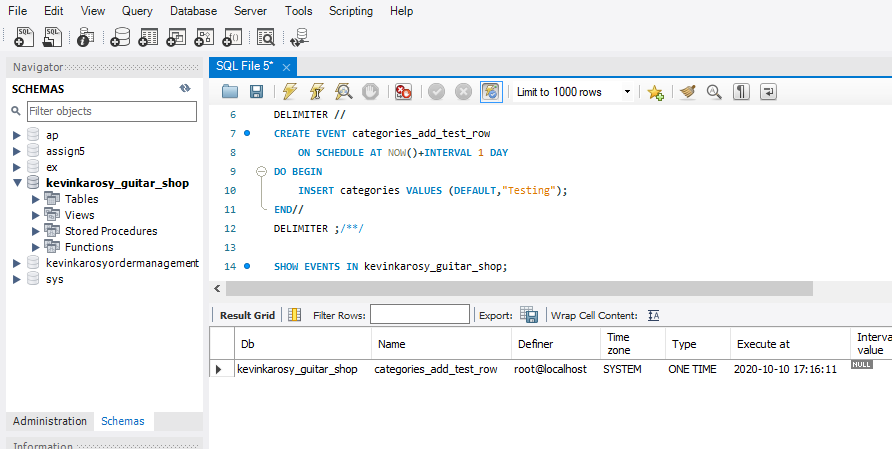 File Edit View Query Database Server Tools Scripting Help
Navigator
SCHEMAS
Filter objects
ap
assign5
ex
kevinkarosy_guitar_shop
Tables
Views
Stored Procedures
Functions
kevinkarosyordermanagement
sys
Administration Schemas
Information
SQL File 5*
Limit to 1000 rows
6 DELIMITER //
7 CREATE EVENT categories_add_test_row
8 ON SCHEDULE AT NOW()+INTERVAL 1 DAY
9 DO BEGIN
10 INSERT categories VALUES (DEFAULT,"Testing");
11 END//
12 DELIMITER ;/**/
13
14 SHOW EVENTS IN kevinkarosy_guitar_shop;
Result Grid Filter Rows: Export: Wrap Cell Content:
Db Name Definer Time zone Type Execute at Interva value
kevinkarosy_guitar_shop categories_add_test_row root@localhost SYSTEM ONE TIME 2020-10-10 17:16:11 NULL